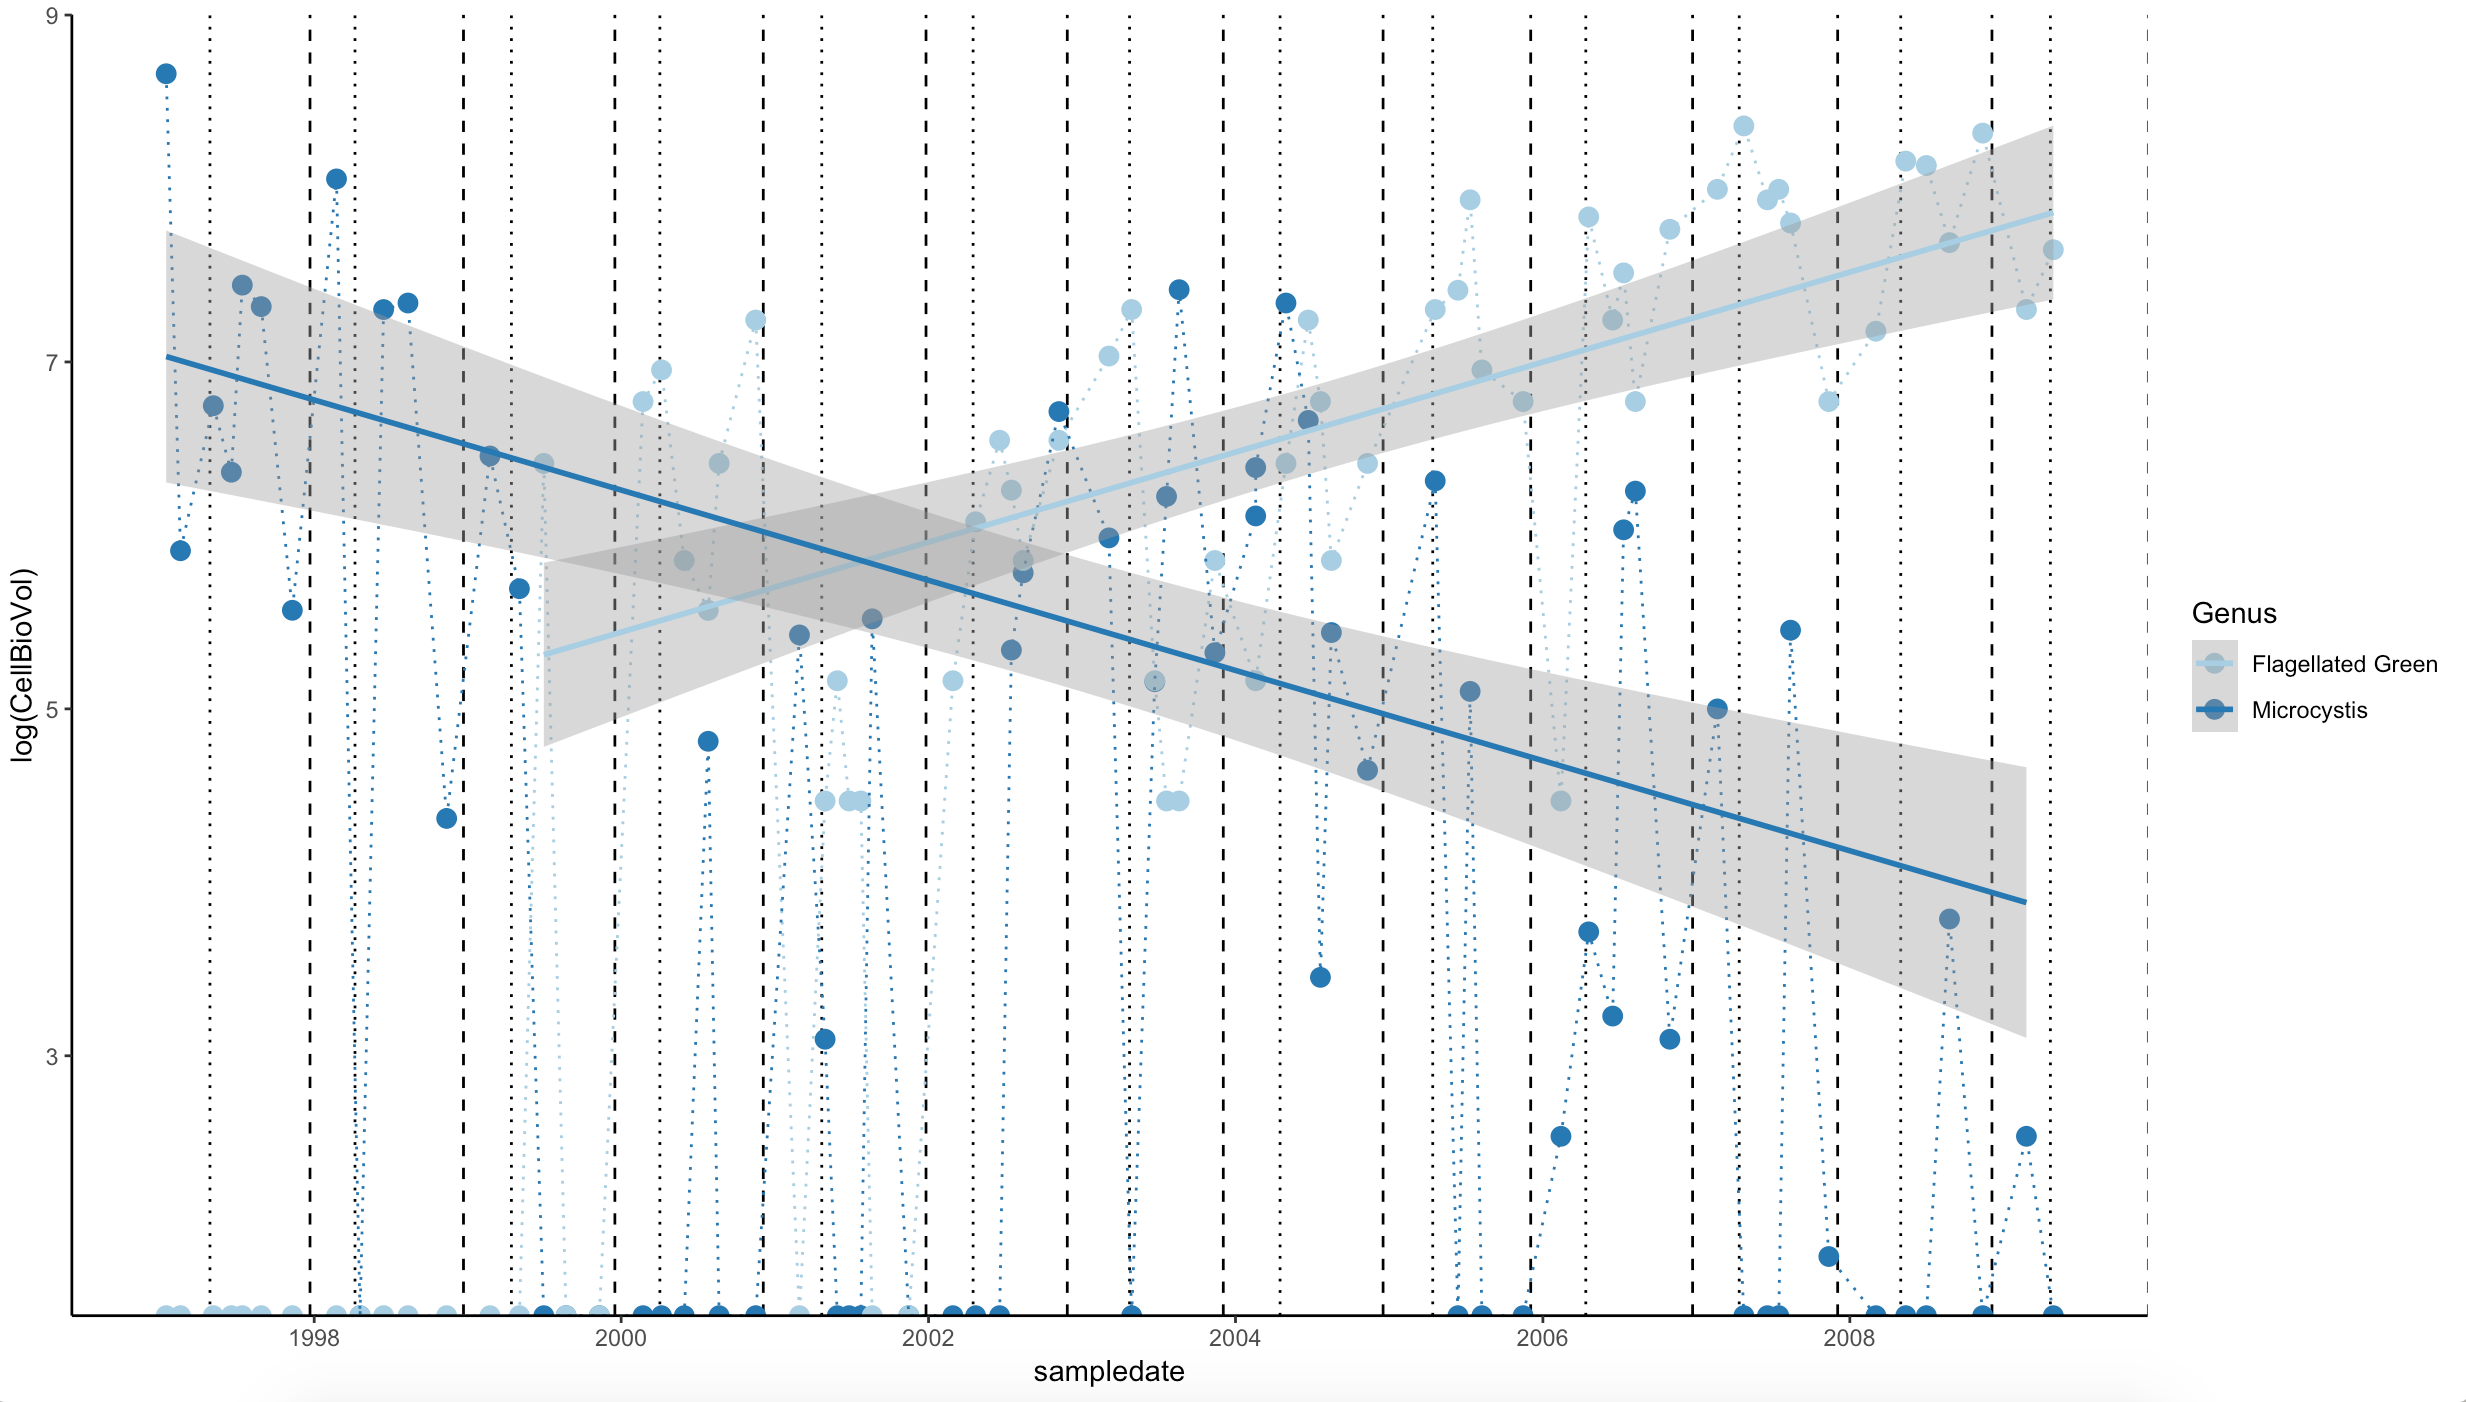 9
7
5
3
log(CellBioVol)
1998 2000 2002 2004 2006 2008
sampledate
Genus
Flagellated Green
Microcystis